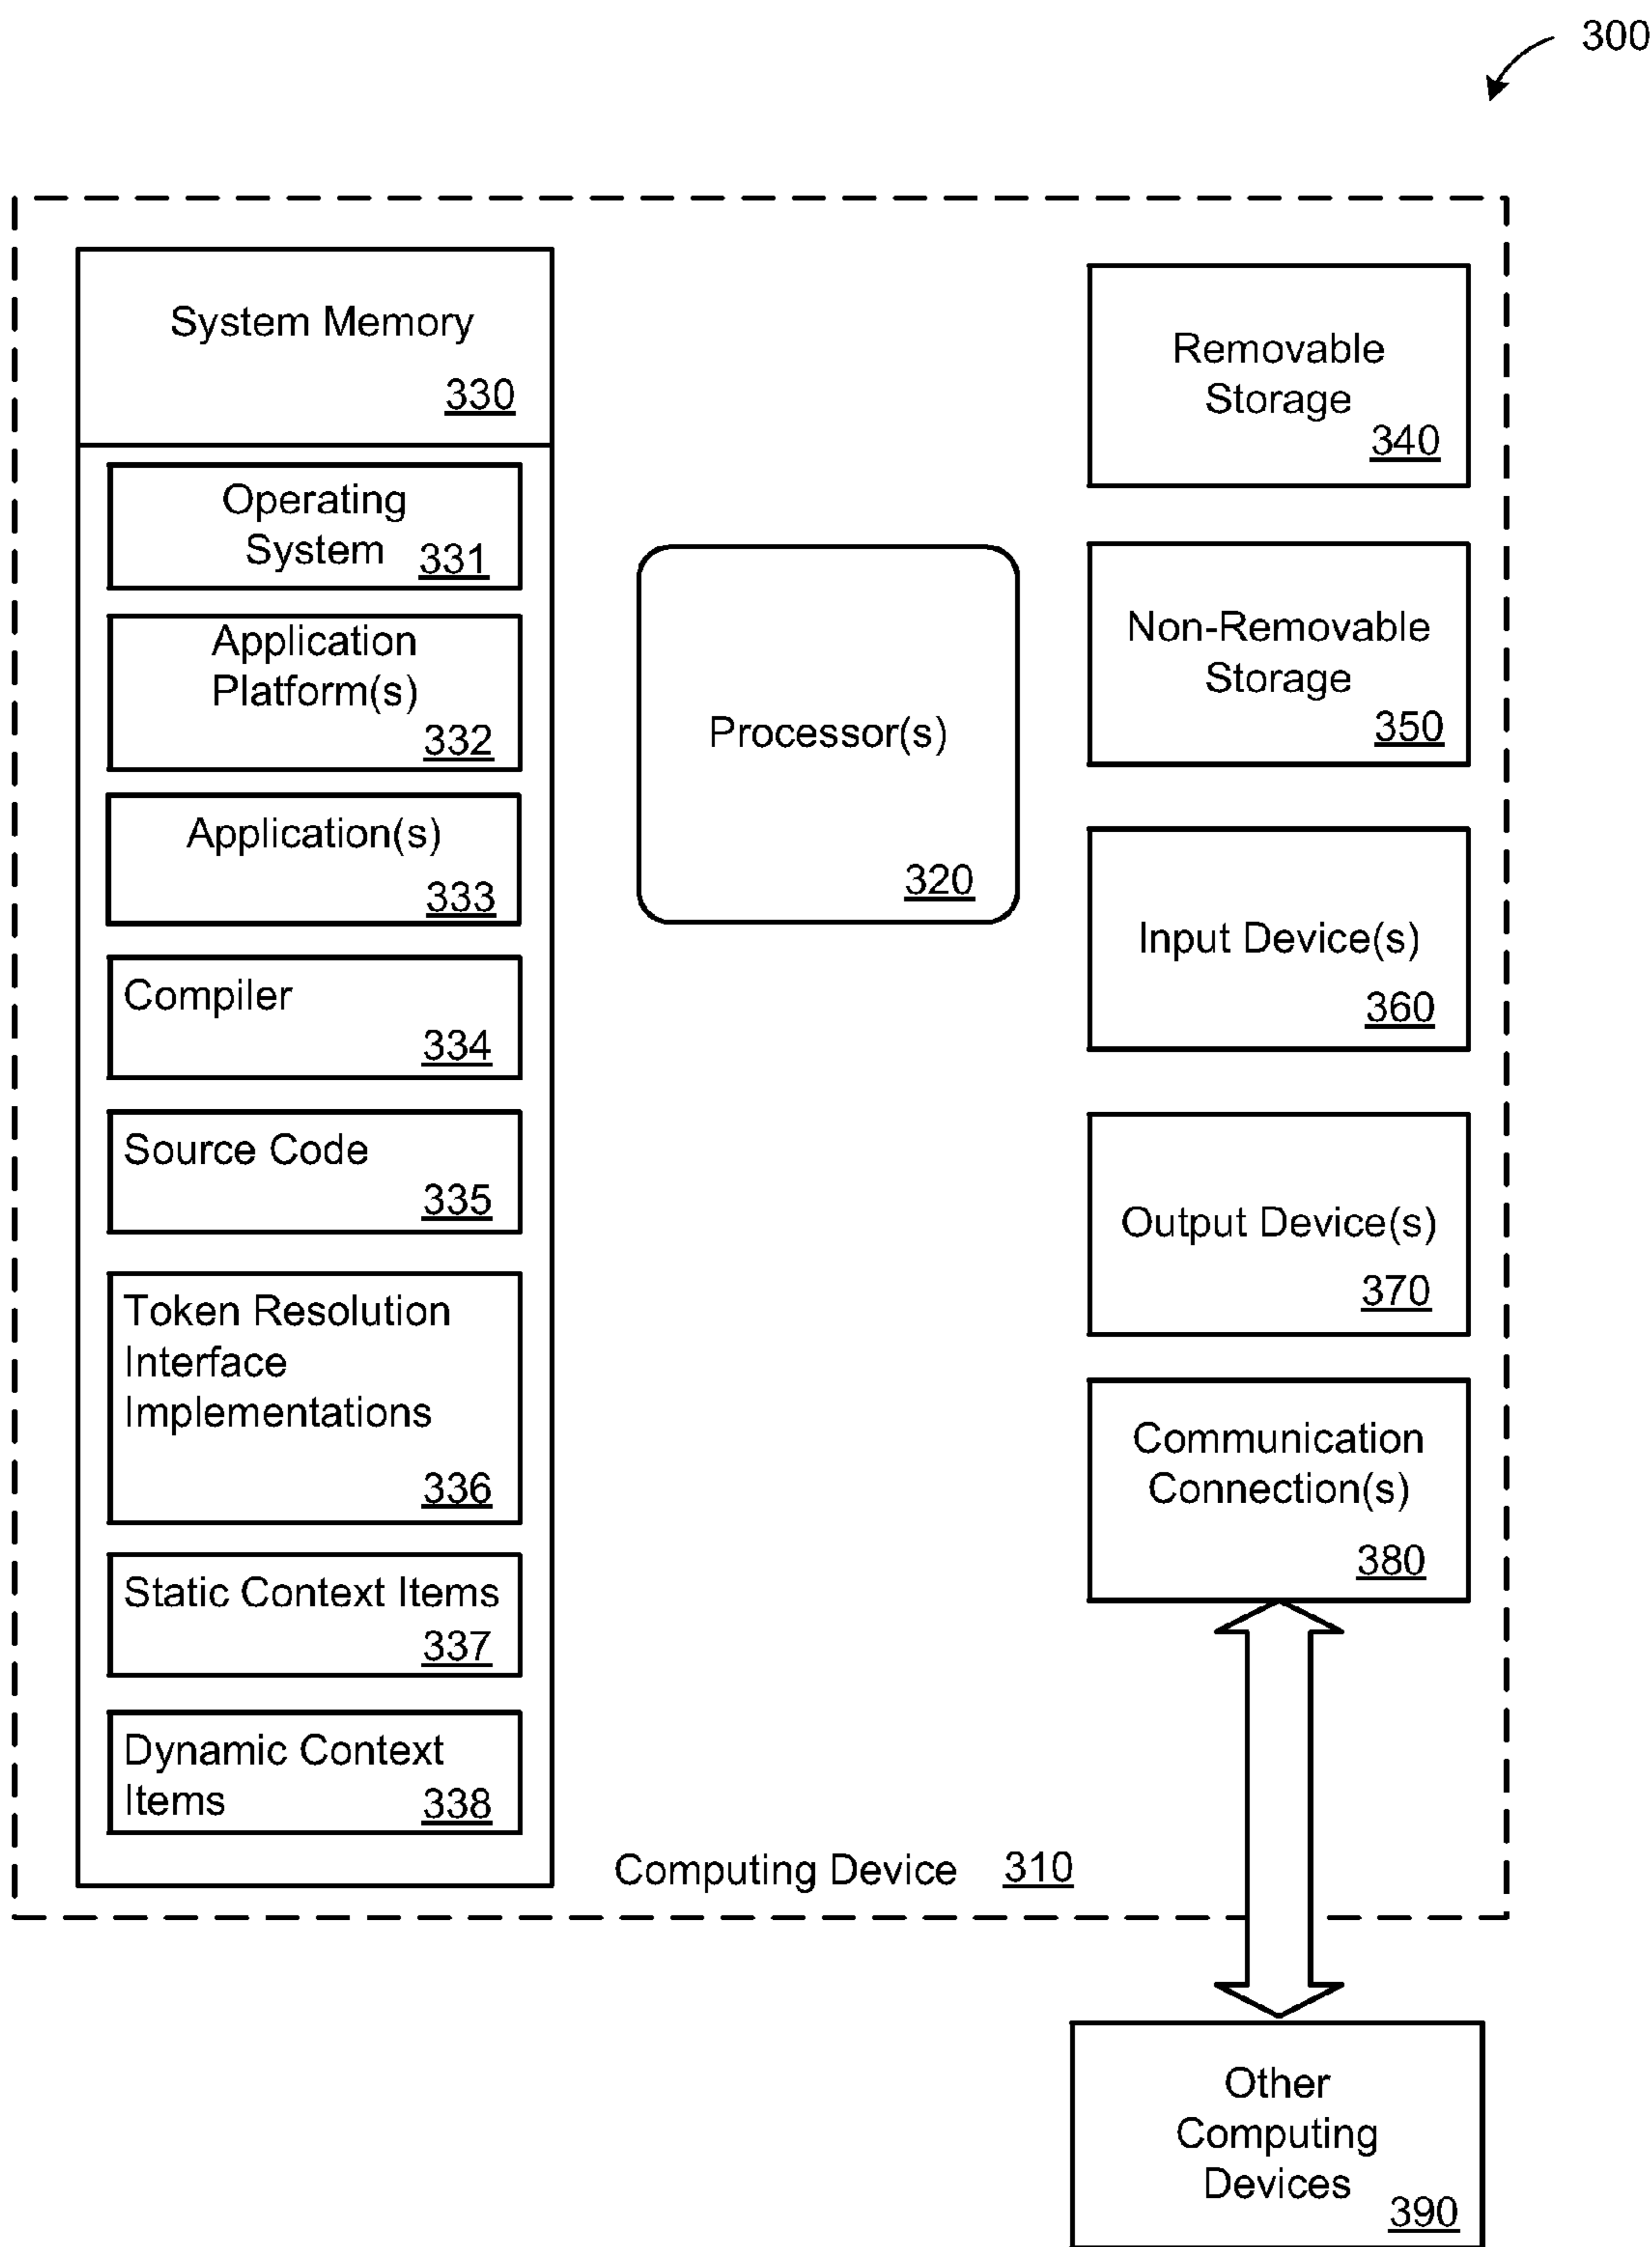 300
System Memory
330
Operating
System 331
Application
Platform(s)
332
Application(s)
333
Compiler
334
Source Code
335
Token Resolution
Interface
Implementations
336
Static Context Items
337
Dynamic Context
Items 338
Processor(s)
320
Removable
Storage
340
Non-Removable
Storage
350
Input Device(s)
360
Output Device(s)
370
Communication
Connection(s)
380
Computing Device 310
Other
Computing
Devices
390